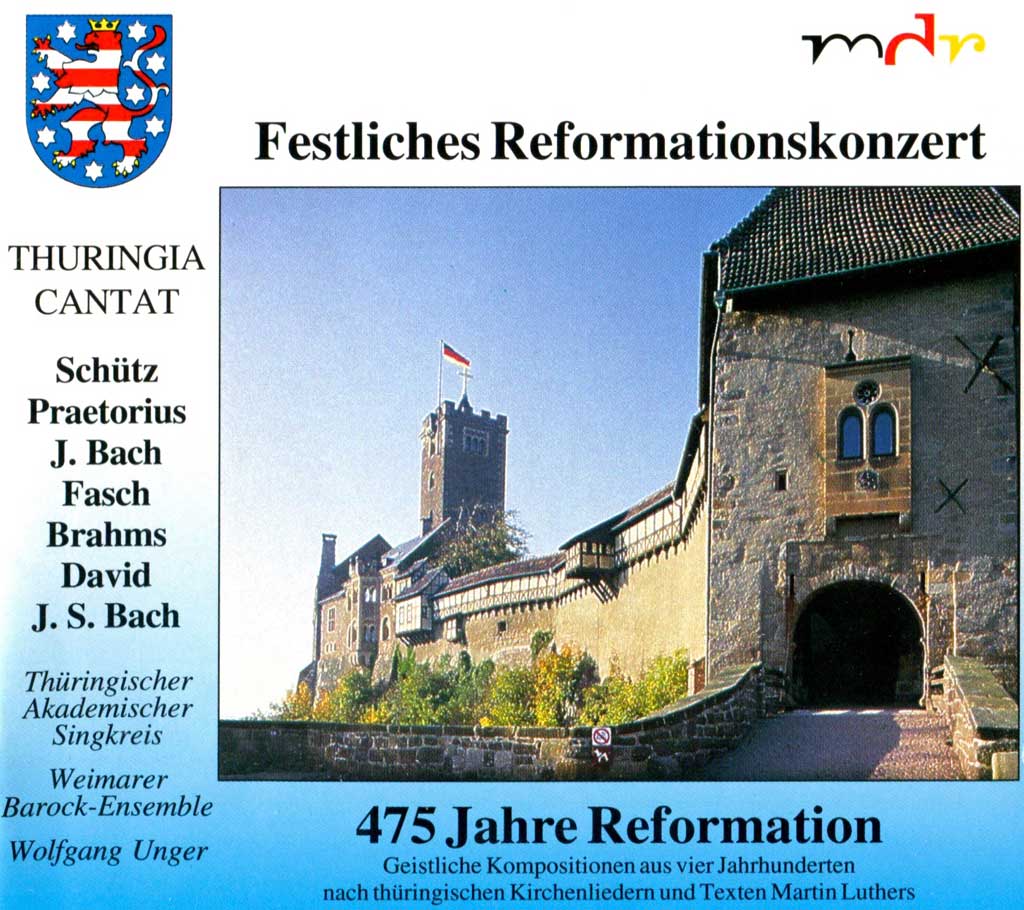 mdr
Festliches Reformationskonzert
THURINGIA
CANTAT
Schütz
Praetorius
J. Bach
Fasch
Brahms
David
J. S. Bach
Thüringischer
Akademischer
Singkreis
Weimarer
Barock-Ensemble
Wolfgang Unger
475 Jahre Reformation
Geistliche Kompositionen aus vier Jahrhunderten
nach thüringischen Kirchenliedern und Texten Martin Luthers